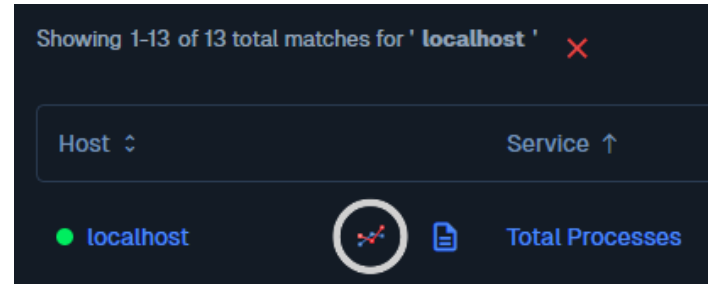 Showing 1-13 of 13 total matches for ' localhost '
Host Service ↑
localhost Total Processes